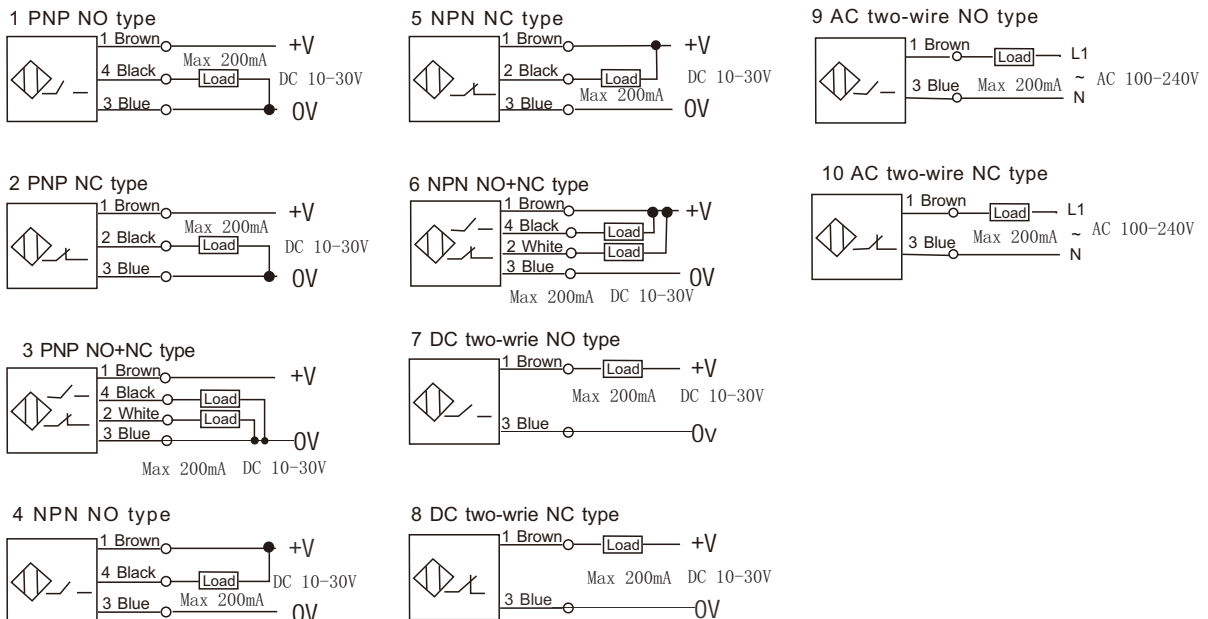 1 PNP NO type
1 Brown
+V
Max 200mA
4 Black
Load
DC 10-30V
3 Blue
0V
2 PNP NC type
1 Brown
+V
Max 200mA
2 Black
Load
DC 10-30V
3 Blue
0V
3 PNP NO+NC type
1 Brown
+V
4 Black
Load
2 White
Load
3 Blue
0V
Max 200mA DC 10-30V
4 NPN NO type
1 Brown
+V
4 Black
Load
DC 10-30V
3 Blue
Max 200mA
0V
5 NPN NC type
1 Brown
+V
2 Black
Load
DC 10-30V
Max 200mA
3 Blue
0V
6 NPN NO+NC type
1 Brown
+V
4 Black
Load
2 White
Load
3 Blue
0V
Max 200mA DC 10-30V
7 DC two-wrie NO type
1 Brown
Load
+V
Max 200mA DC 10-30V
3 Blue
0v
8 DC two-wrie NC type
1 Brown
Load
+V
Max 200mA DC 10-30V
3 Blue
0V
9 AC two-wire NO type
1 Brown
Load
L1
3 Blue
Max 200mA
~
AC 100-240V
N
10 AC two-wire NC type
1 Brown
Load
L1
3 Blue
Max 200mA
~
AC 100-240V
N